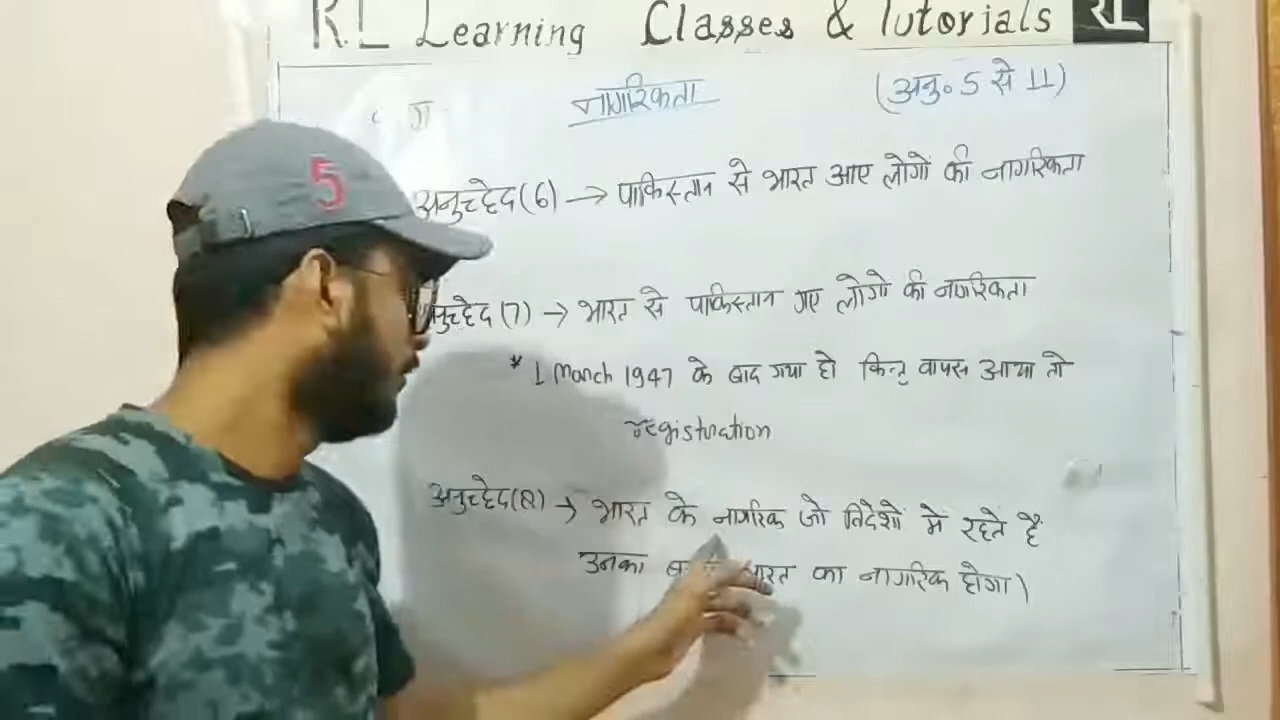 R.L Learning Classes & Tutorials RL
नागरिकता (अनु० 5 से 11)
5
अनुच्छेद (6) → पाकिस्तान से भारत आए लोगो की नागरिकता
नुच्छेद (7) → भारत से पाकिस्तान गए लोगो की नागरिकता
* 1 March 1947 के बाद गया हो किन्तु वापस आया तो
registration
अनुच्छेद (8) → भारत के नागरिक जो विदेशों मे रहते है
उनका भारत का नागरिक होगा।